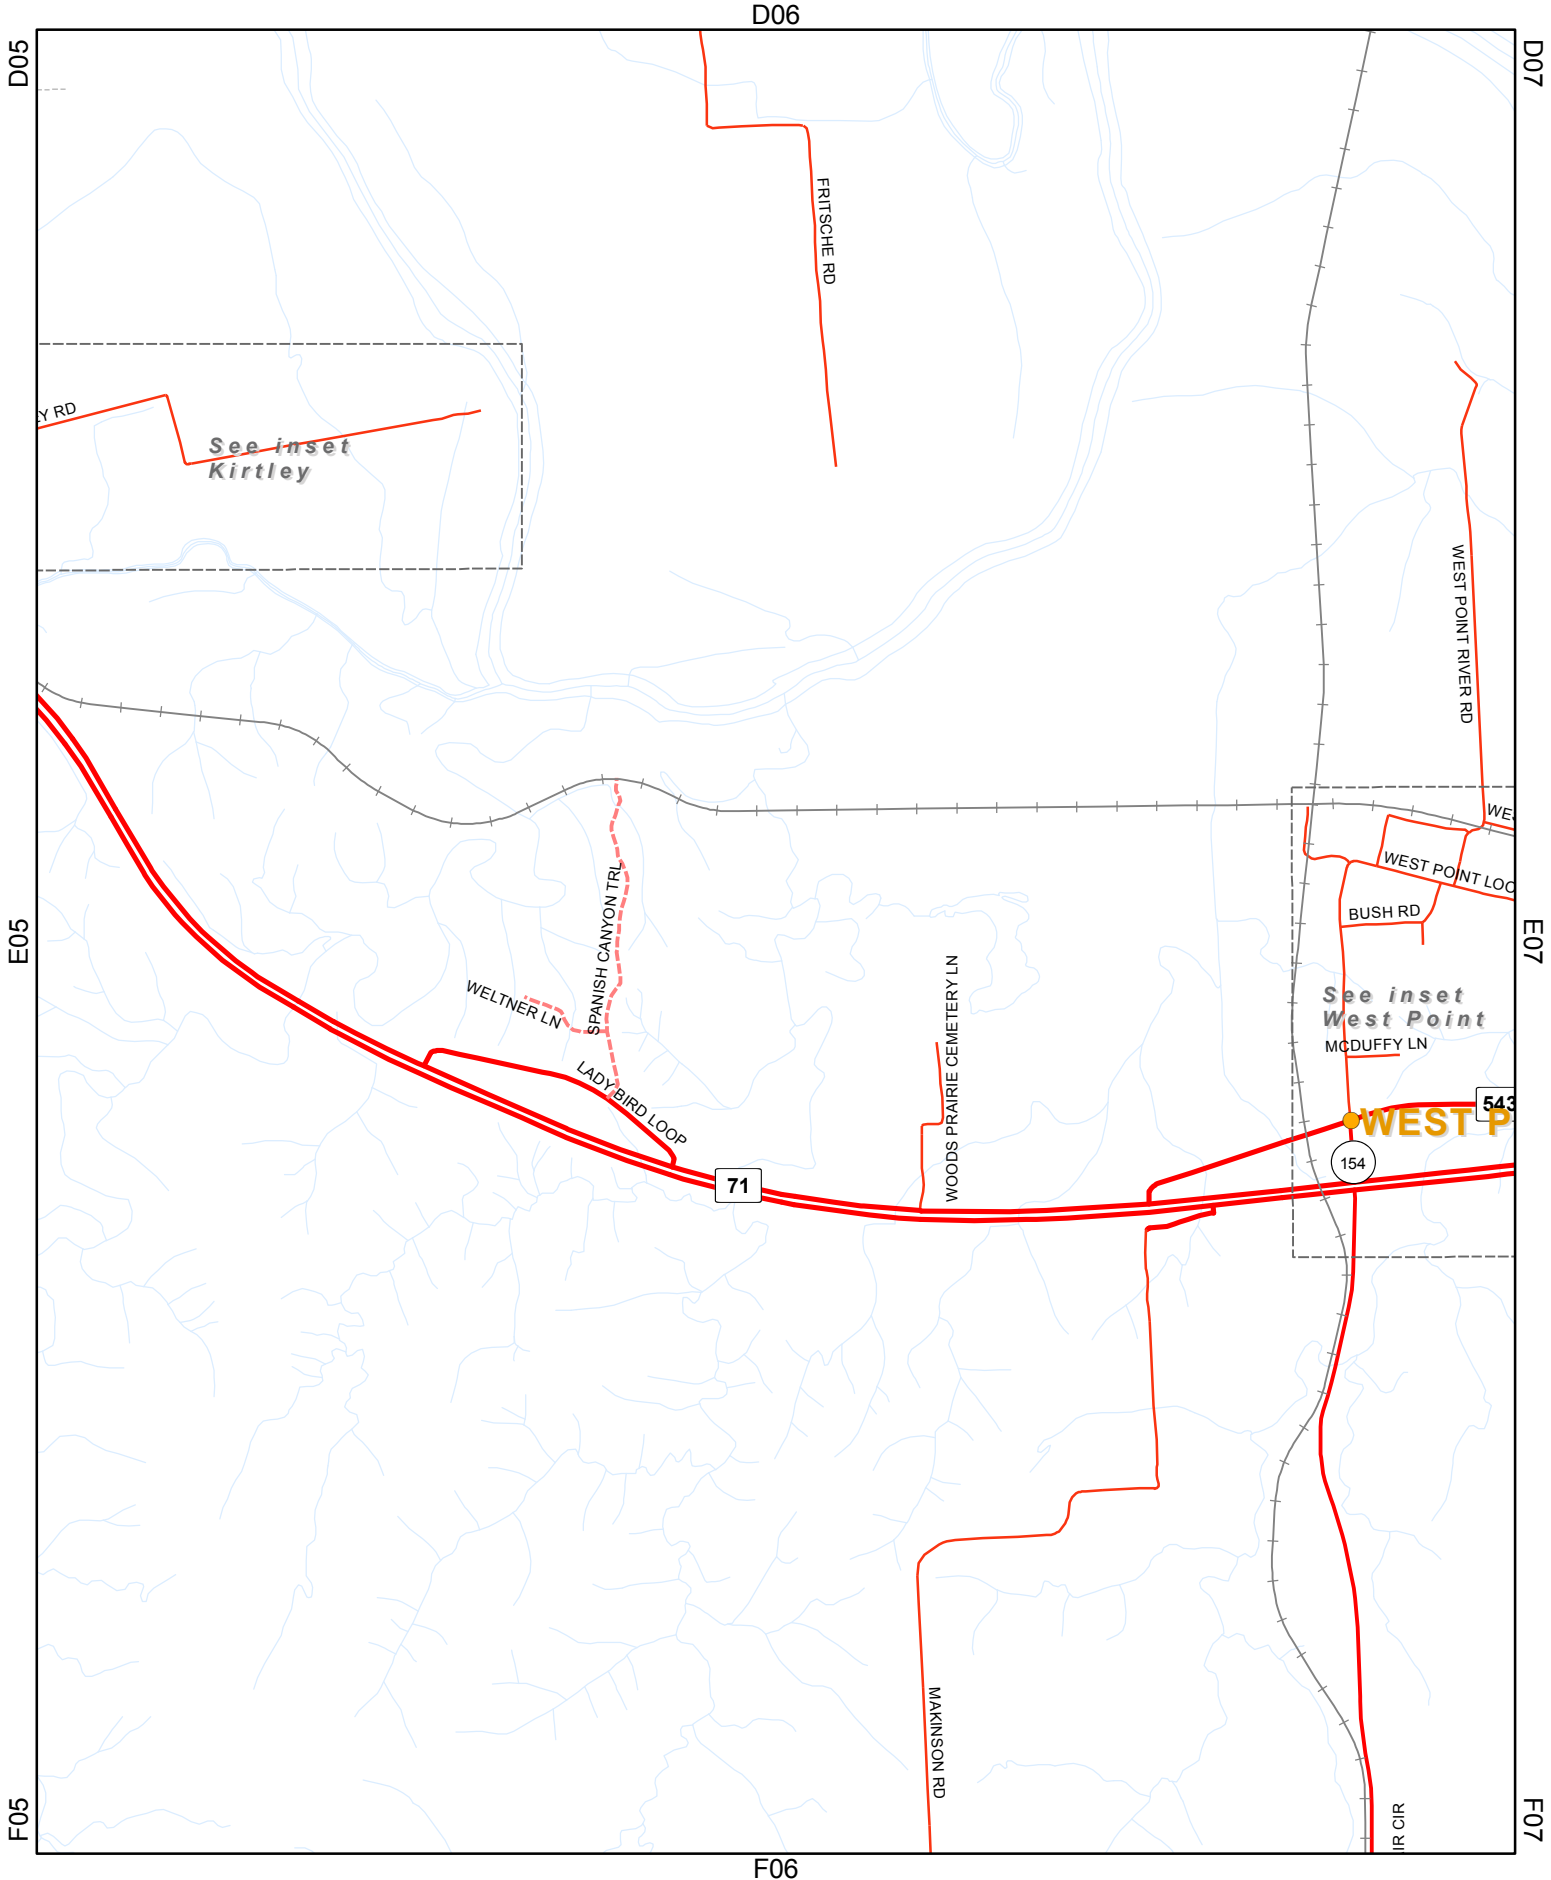 D06
D05
D07
FRITSCHE RD
Y RD
See inset
Kirtley
WEST POINT RIVER RD
WES
WEST POINT LOO
BUSH RD
E05
E07
SPANISH CANYON TRL
WELTNER LN
WOODS PRAIRIE CEMETERY LN
See inset
West Point
MCDUFFY LN
LADY BIRD LOOP
543
WEST P
154
71
MAKINSON RD
IR CIR
F05
F07
F06